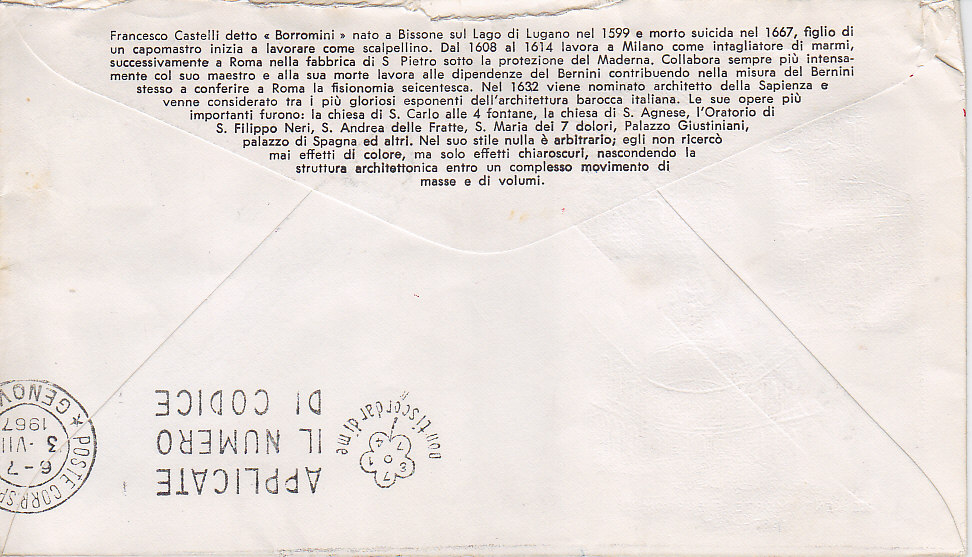 Francesco Castelli detto « Borromini » nato a Bissone sul Lago di Lugano nel 1599 e morto suicida nel 1667, figlio di
un capomastro inizia a lavorare come scalpellino. Dal 1608 al 1614 lavora a Milano come intagliatore di marmi,
successivamente a Roma nella fabbrica di S Pietro sotto la protezione del Maderna. Collabora sempre più intensa-
mente col suo maestro e alla sua morte lavora alle dipendenze del Bernini contribuendo nella misura del Bernini
stesso a conferire a Roma la fisionomia seicentesca. Nel 1632 viene nominato architetto della Sapienza e
venne considerato tra i più gloriosi esponenti dell'architettura barocca italiana. Le sue opere più
importanti furono: la chiesa di S. Carlo alle 4 fontane, la chiesa di S. Agnese, l'Oratorio di
S. Filippo Neri, S. Andrea delle Fratte, S. Maria dei 7 dolori, Palazzo Giustiniani,
palazzo di Spagna ed altri. Nel suo stile nulla è arbitrario; egli non ricercò
mai effetti di colore, ma solo effetti chiaroscuri, nascondendo la
struttura architettonica entro un complesso movimento di
masse e di volumi.
APPLICATE
IL NUMERO
DI CODICE
non ti scordar di me
POSTE CORR. SP
6-7
3 - VII
1967
★ GENOV